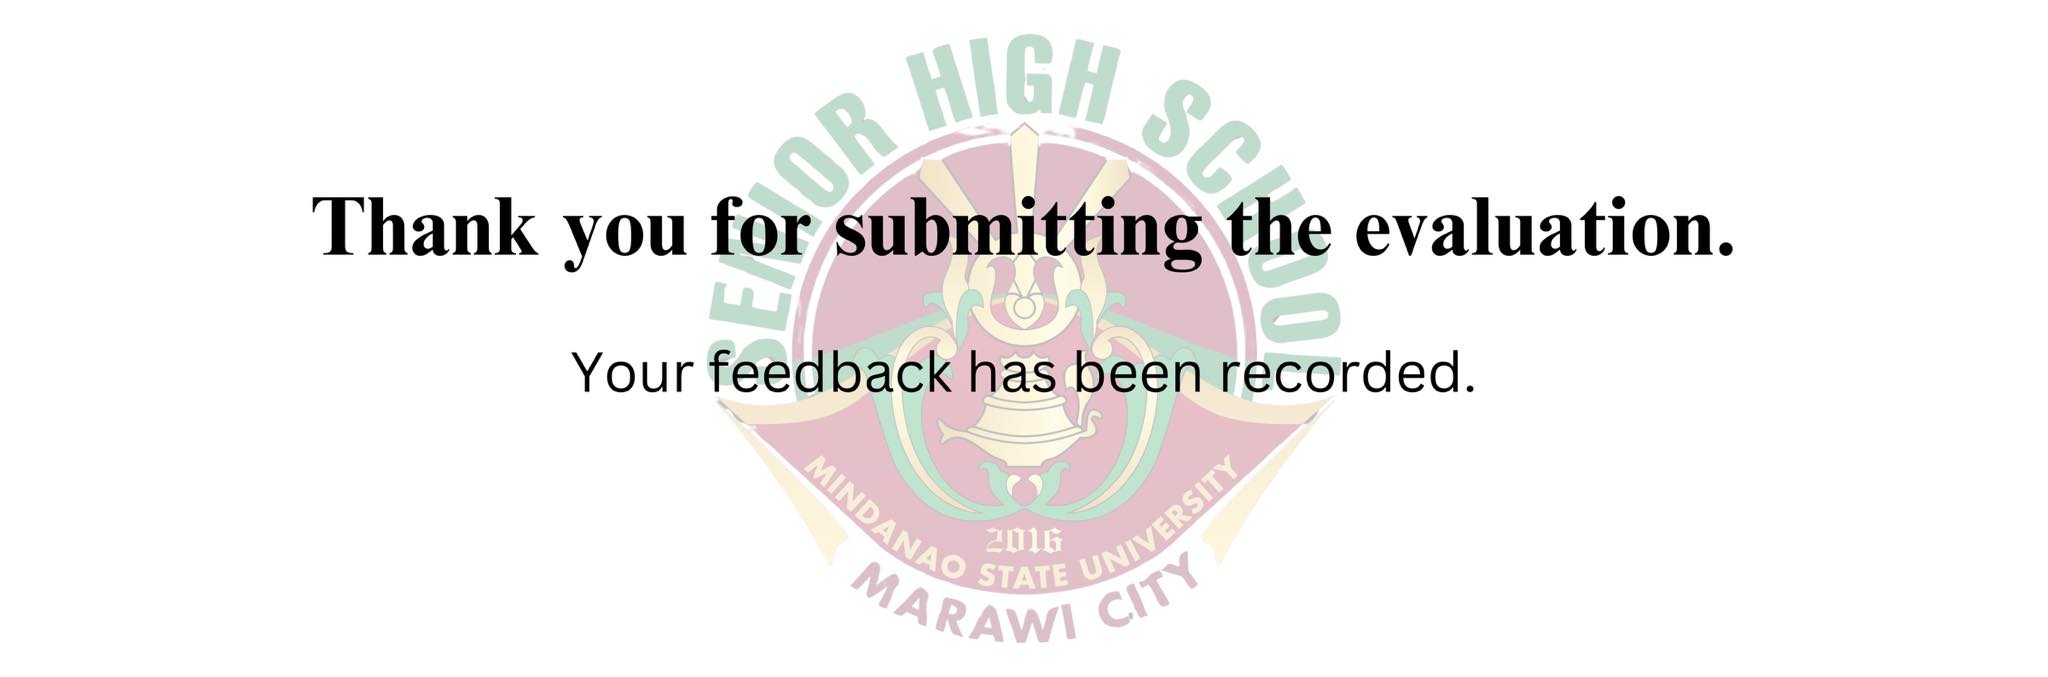 SENIOR HIGH SCHOOL
Thank you for submitting the evaluation.
Your feedback has been recorded.
2016
MINDANAO STATE UNIVERSITY
MARAWI CITY